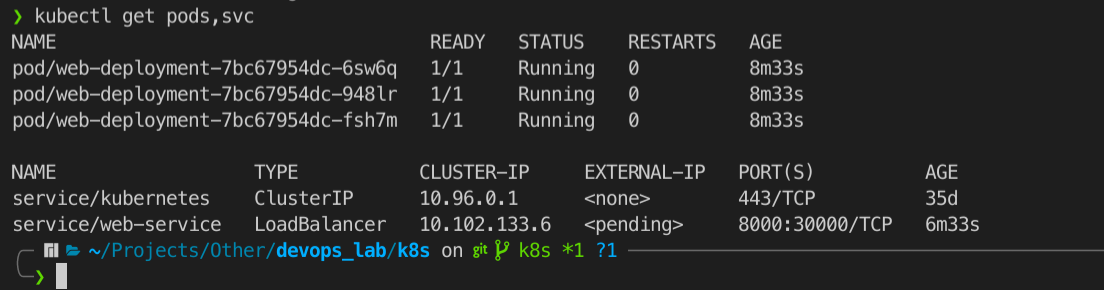 ❯ kubectl get pods,svc
NAME READY STATUS RESTARTS AGE
pod/web-deployment-7bc67954dc-6sw6q 1/1 Running 0 8m33s
pod/web-deployment-7bc67954dc-948lr 1/1 Running 0 8m33s
pod/web-deployment-7bc67954dc-fsh7m 1/1 Running 0 8m33s
NAME TYPE CLUSTER-IP EXTERNAL-IP PORT(S) AGE
service/kubernetes ClusterIP 10.96.0.1 <none> 443/TCP 35d
service/web-service LoadBalancer 10.102.133.6 <pending> 8000:30000/TCP 6m33s
~/Projects/Other/devops_lab/k8s on git k8s *1 ?1
❯